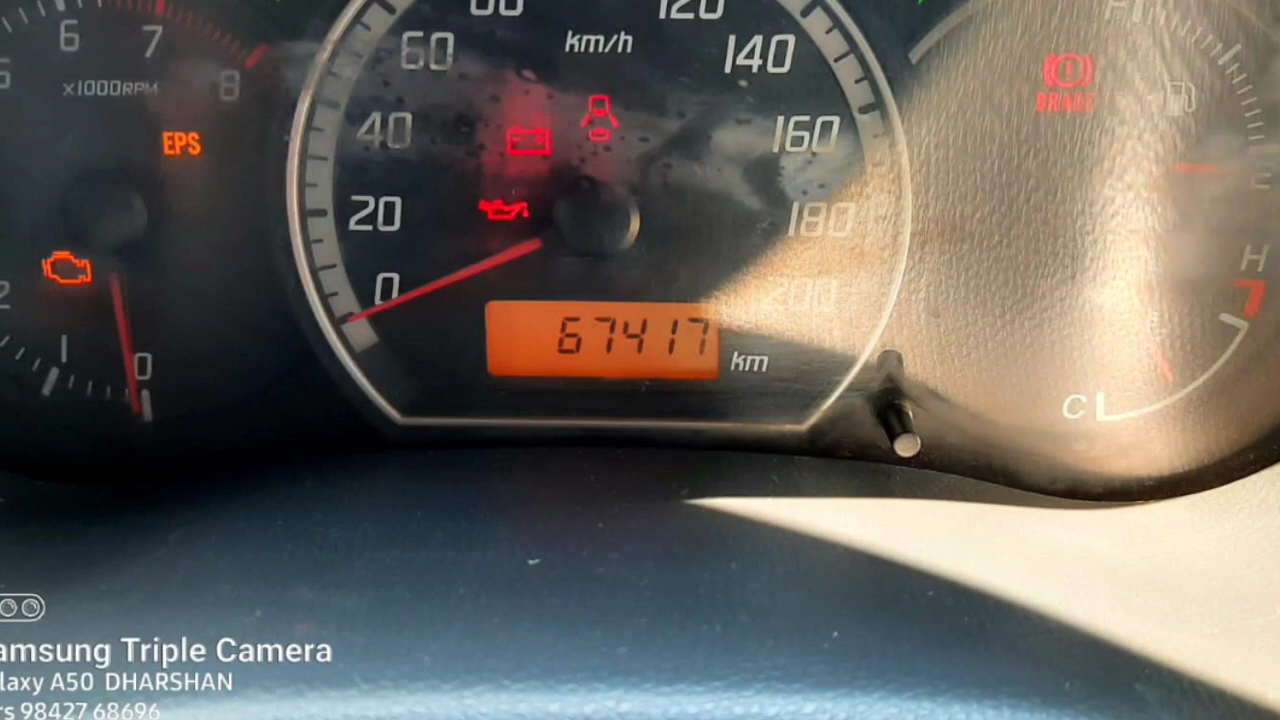 6
7
8
x1000RPM
EPS
2
1
0
60
40
20
0
km/h
120
140
160
180
200
67417
km
BRAKE
E
H
C
amsung Triple Camera
laxy A50 DHARSHAN
rs 98427 68696